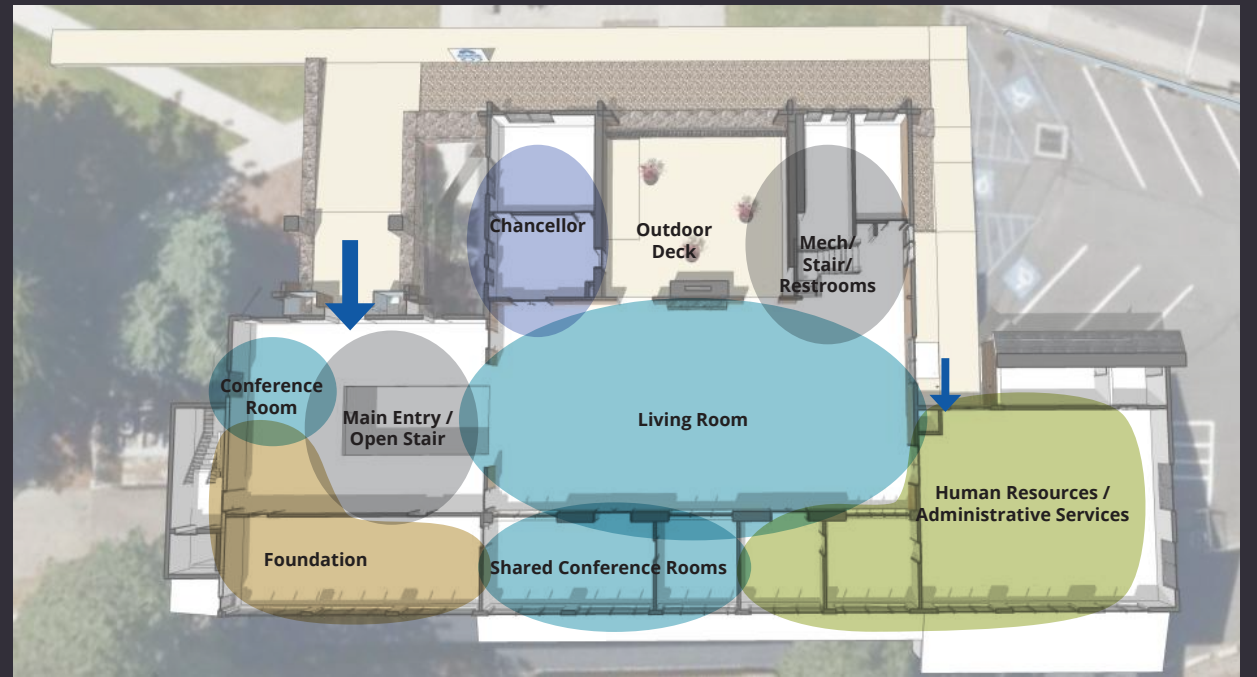 Chancellor
Outdoor
Deck
Mech/
Stair/
Restrooms
Conference
Room
Main Entry /
Open Stair
Living Room
Human Resources /
Administrative Services
Foundation
Shared Conference Rooms